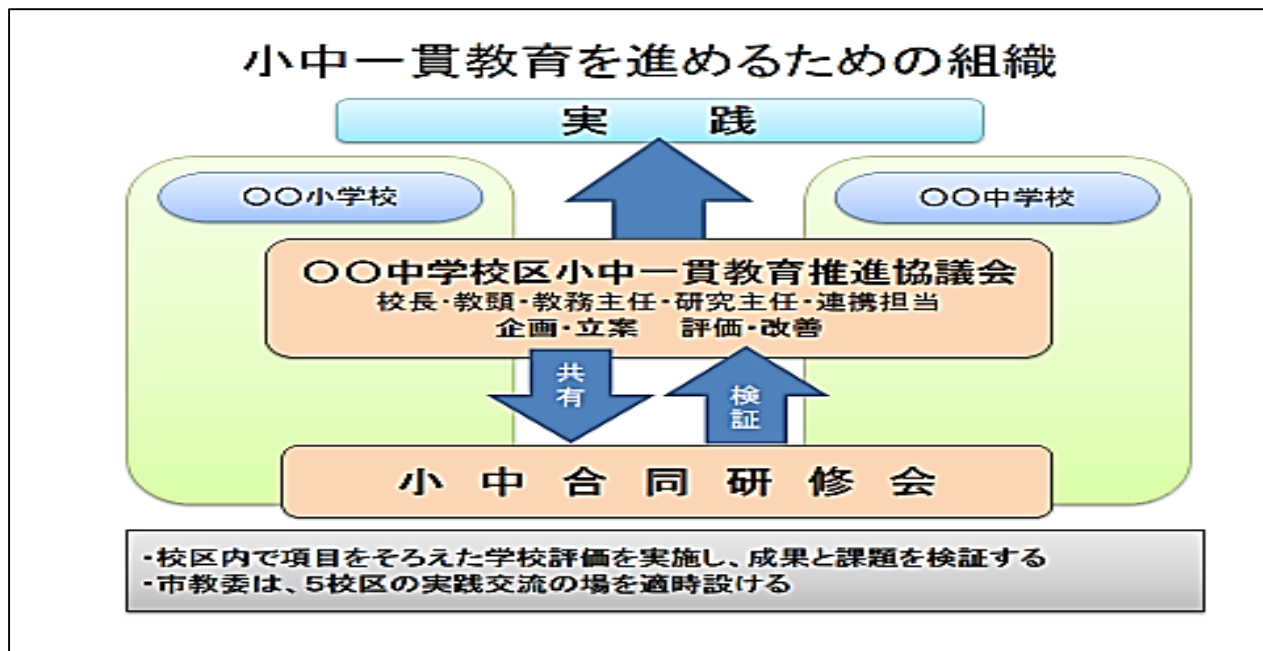 小中一貫教育を進めるための組織
実　践
〇〇小学校
〇〇中学校
〇〇中学校区小中一貫教育推進協議会
校長・教頭・教務主任・研究主任・連携担当
企画・立案　評価・改善
共有
検証
小中合同研修会
・校区内で項目をそろえた学校評価を実施し、成果と課題を検証する
・市教委は、5校区の実践交流の場を適時設ける